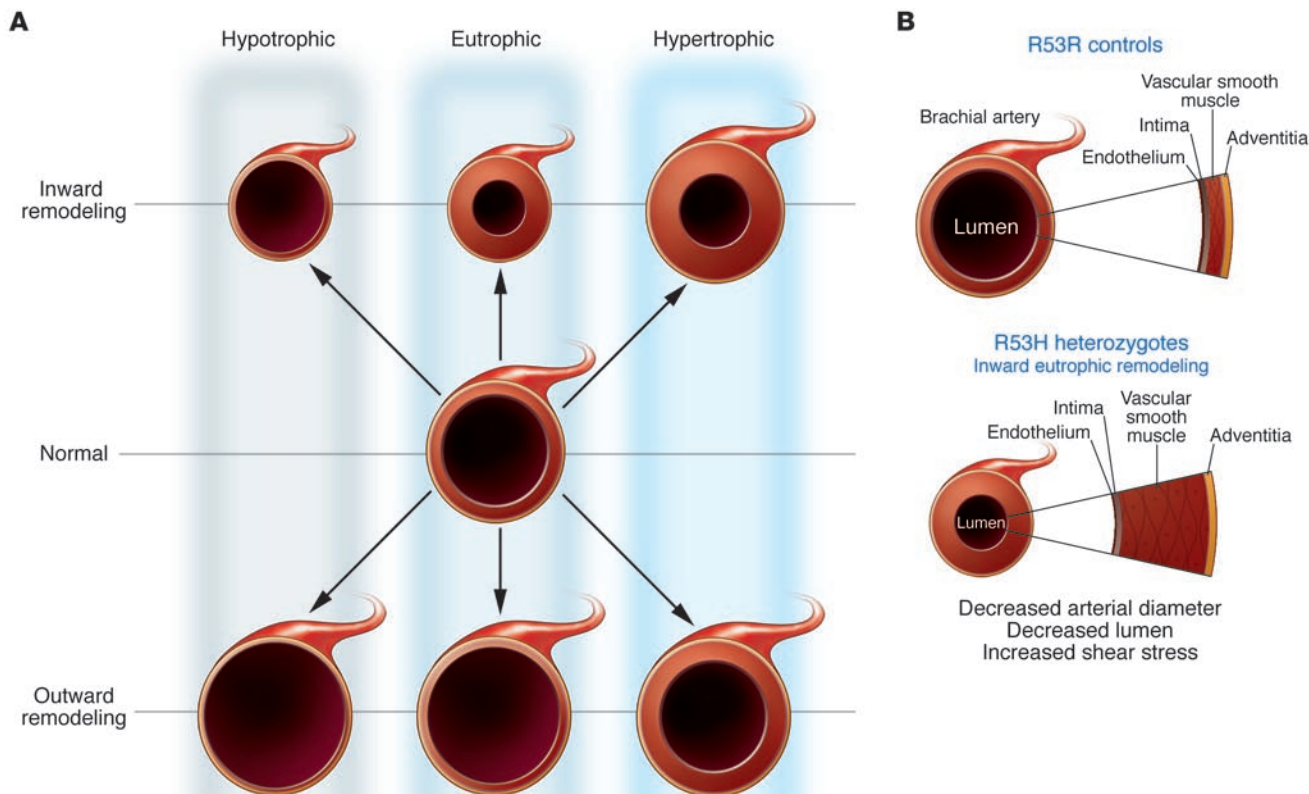 A
Hypotrophic
Eutrophic
Hypertrophic
Inward
remodeling
Normal
Outward
remodeling
B
R53R controls
Vascular smooth
muscle
Brachial artery
Intima
Adventitia
Endothelium
Lumen
R53H heterozygotes
Inward eutrophic remodeling
Vascular
smooth
muscle
Intima
Endothelium
Adventitia
Lumen
Decreased arterial diameter
Decreased lumen
Increased shear stress